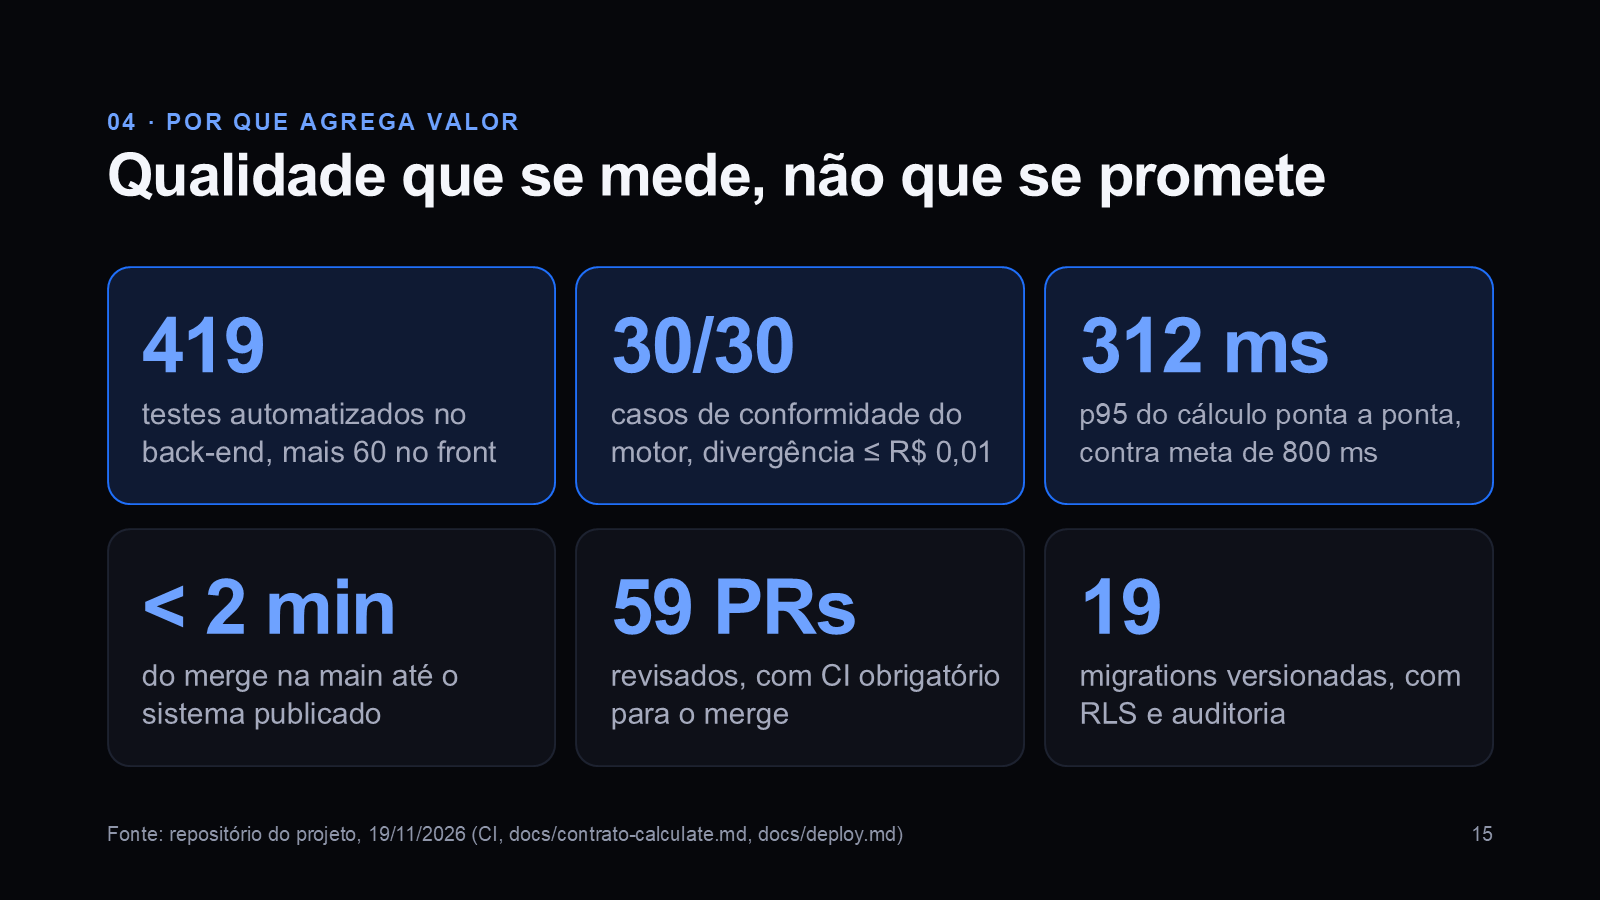 04 · POR QUE AGREGA VALOR
Qualidade que se mede, não que se promete
419
testes automatizados no
back-end, mais 60 no front
30/30
casos de conformidade do
motor, divergência ≤ R$ 0,01
312 ms
p95 do cálculo ponta a ponta,
contra meta de 800 ms
< 2 min
do merge na main até o
sistema publicado
59 PRs
revisados, com CI obrigatório
para o merge
19
migrations versionadas, com
RLS e auditoria
Fonte: repositório do projeto, 19/11/2026 (CI, docs/contrato-calculate.md, docs/deploy.md)
15